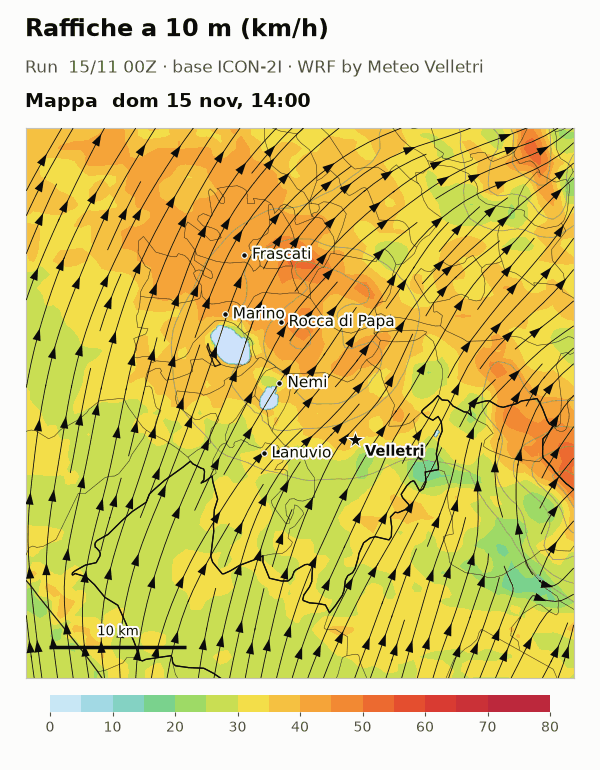 Raffiche a 10 m (km/h)
Run 15/11 00Z · base ICON-2I · WRF by Meteo Velletri
Mappa dom 15 nov, 14:00
Frascati
Marino
Rocca di Papa
Nemi
Velletri
Lanuvio
10 km
0 10 20 30 40 50 60 70 80